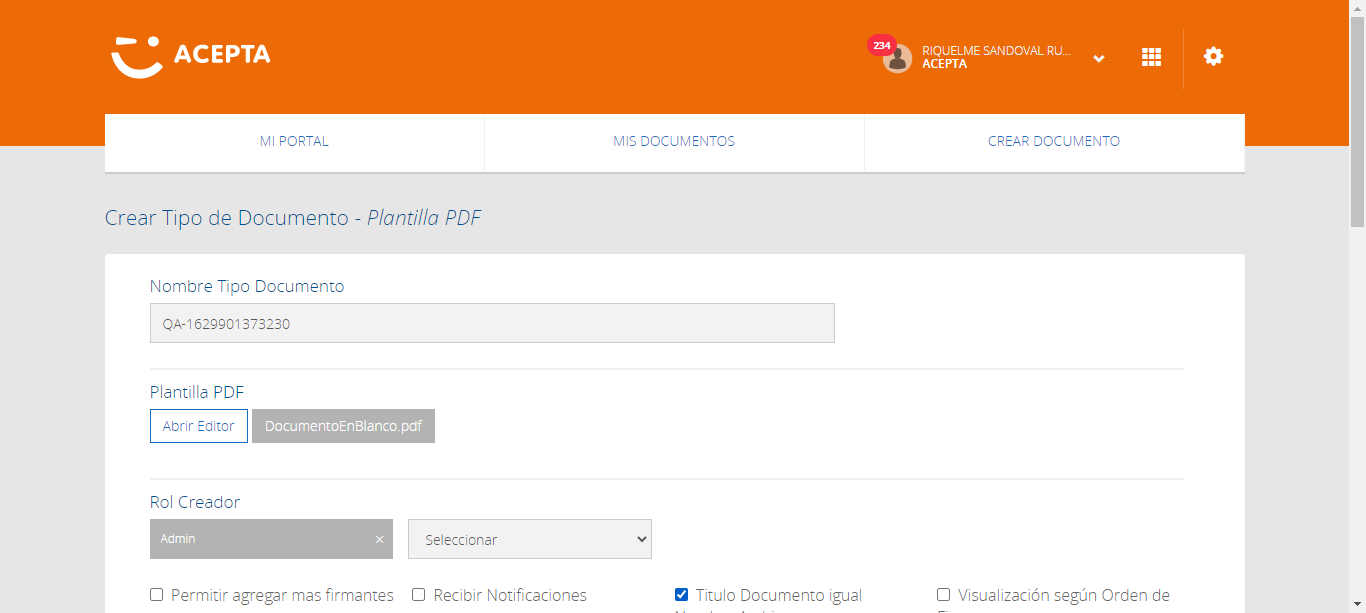 ACEPTA
234
RIQUELME SANDOVAL RU...
ACEPTA
MI PORTAL
MIS DOCUMENTOS
CREAR DOCUMENTO
Crear Tipo de Documento - Plantilla PDF
Nombre Tipo Documento
QA-1629901373230
Plantilla PDF
Abrir Editor
DocumentoEnBlanco.pdf
Rol Creador
Admin ×
Seleccionar
Permitir agregar mas firmantes
Recibir Notificaciones
Titulo Documento igual
Visualización según Orden de